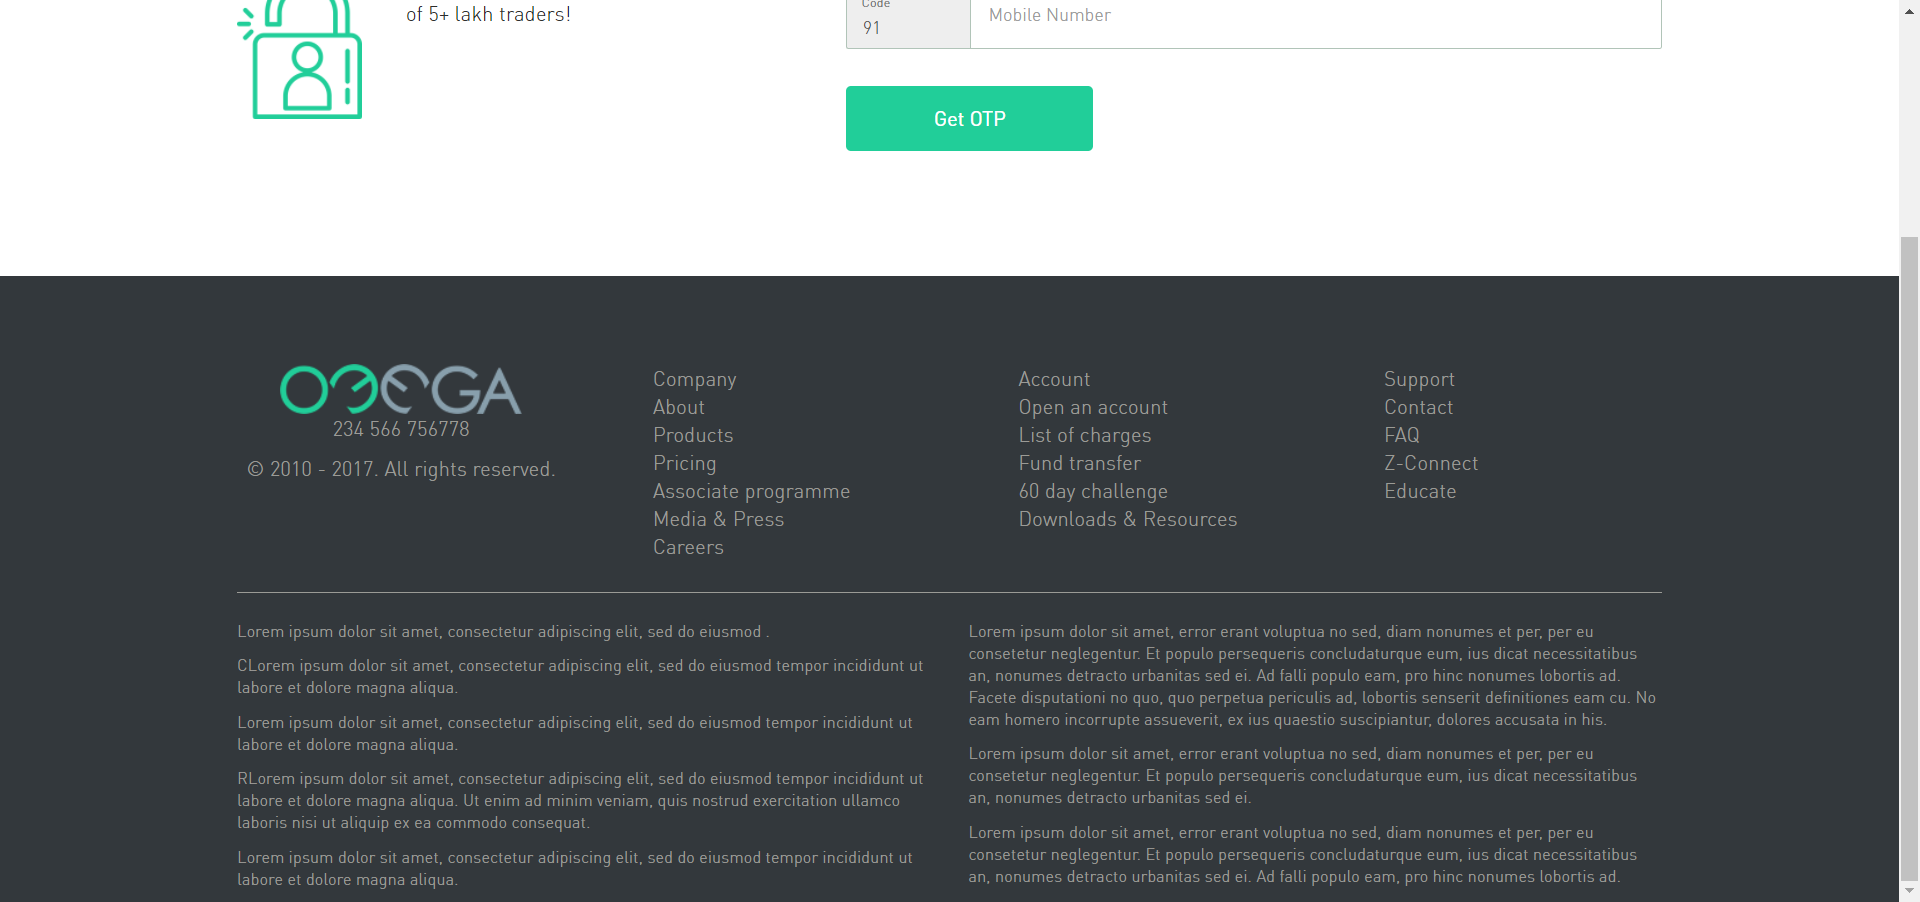 of 5+ lakh traders!
Code
91
Mobile Number
Get OTP
OMEGA
234 566 756778
© 2010 - 2017. All rights reserved.
Company
About
Products
Pricing
Associate programme
Media & Press
Careers
Account
Open an account
List of charges
Fund transfer
60 day challenge
Downloads & Resources
Support
Contact
FAQ
Z-Connect
Educate
Lorem ipsum dolor sit amet, consectetur adipiscing elit, sed do eiusmod .
CLorem ipsum dolor sit amet, consectetur adipiscing elit, sed do eiusmod tempor incididunt ut
labore et dolore magna aliqua.
Lorem ipsum dolor sit amet, consectetur adipiscing elit, sed do eiusmod tempor incididunt ut
labore et dolore magna aliqua.
RLorem ipsum dolor sit amet, consectetur adipiscing elit, sed do eiusmod tempor incididunt ut
labore et dolore magna aliqua. Ut enim ad minim veniam, quis nostrud exercitation ullamco
laboris nisi ut aliquip ex ea commodo consequat.
Lorem ipsum dolor sit amet, consectetur adipiscing elit, sed do eiusmod tempor incididunt ut
labore et dolore magna aliqua.
Lorem ipsum dolor sit amet, error erant voluptua no sed, diam nonumes et per, per eu
consetetur neglegentur. Et populo persequeris concludaturque eum, ius dicat necessitatibus
an, nonumes detracto urbanitas sed ei. Ad falli populo eam, pro hinc nonumes lobortis ad.
Facete disputationi no quo, quo perpetua periculis ad, lobortis senserit definitiones eam cu. No
eam homero incorrupte assueverit, ex ius quaestio suscipiantur, dolores accusata in his.
Lorem ipsum dolor sit amet, error erant voluptua no sed, diam nonumes et per, per eu
consetetur neglegentur. Et populo persequeris concludaturque eum, ius dicat necessitatibus
an, nonumes detracto urbanitas sed ei.
Lorem ipsum dolor sit amet, error erant voluptua no sed, diam nonumes et per, per eu
consetetur neglegentur. Et populo persequeris concludaturque eum, ius dicat necessitatibus
an, nonumes detracto urbanitas sed ei. Ad falli populo eam, pro hinc nonumes lobortis ad.